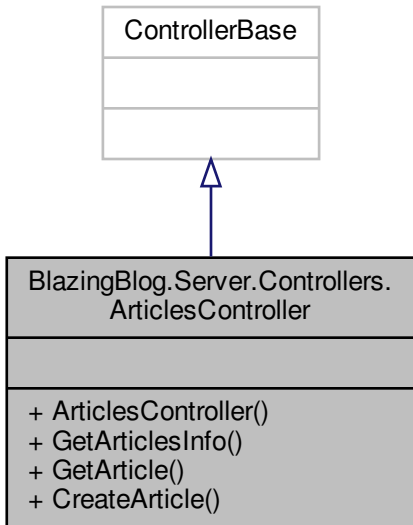 ControllerBase
BlazingBlog.Server.Controllers.
ArticlesController
+ ArticlesController()
+ GetArticlesInfo()
+ GetArticle()
+ CreateArticle()